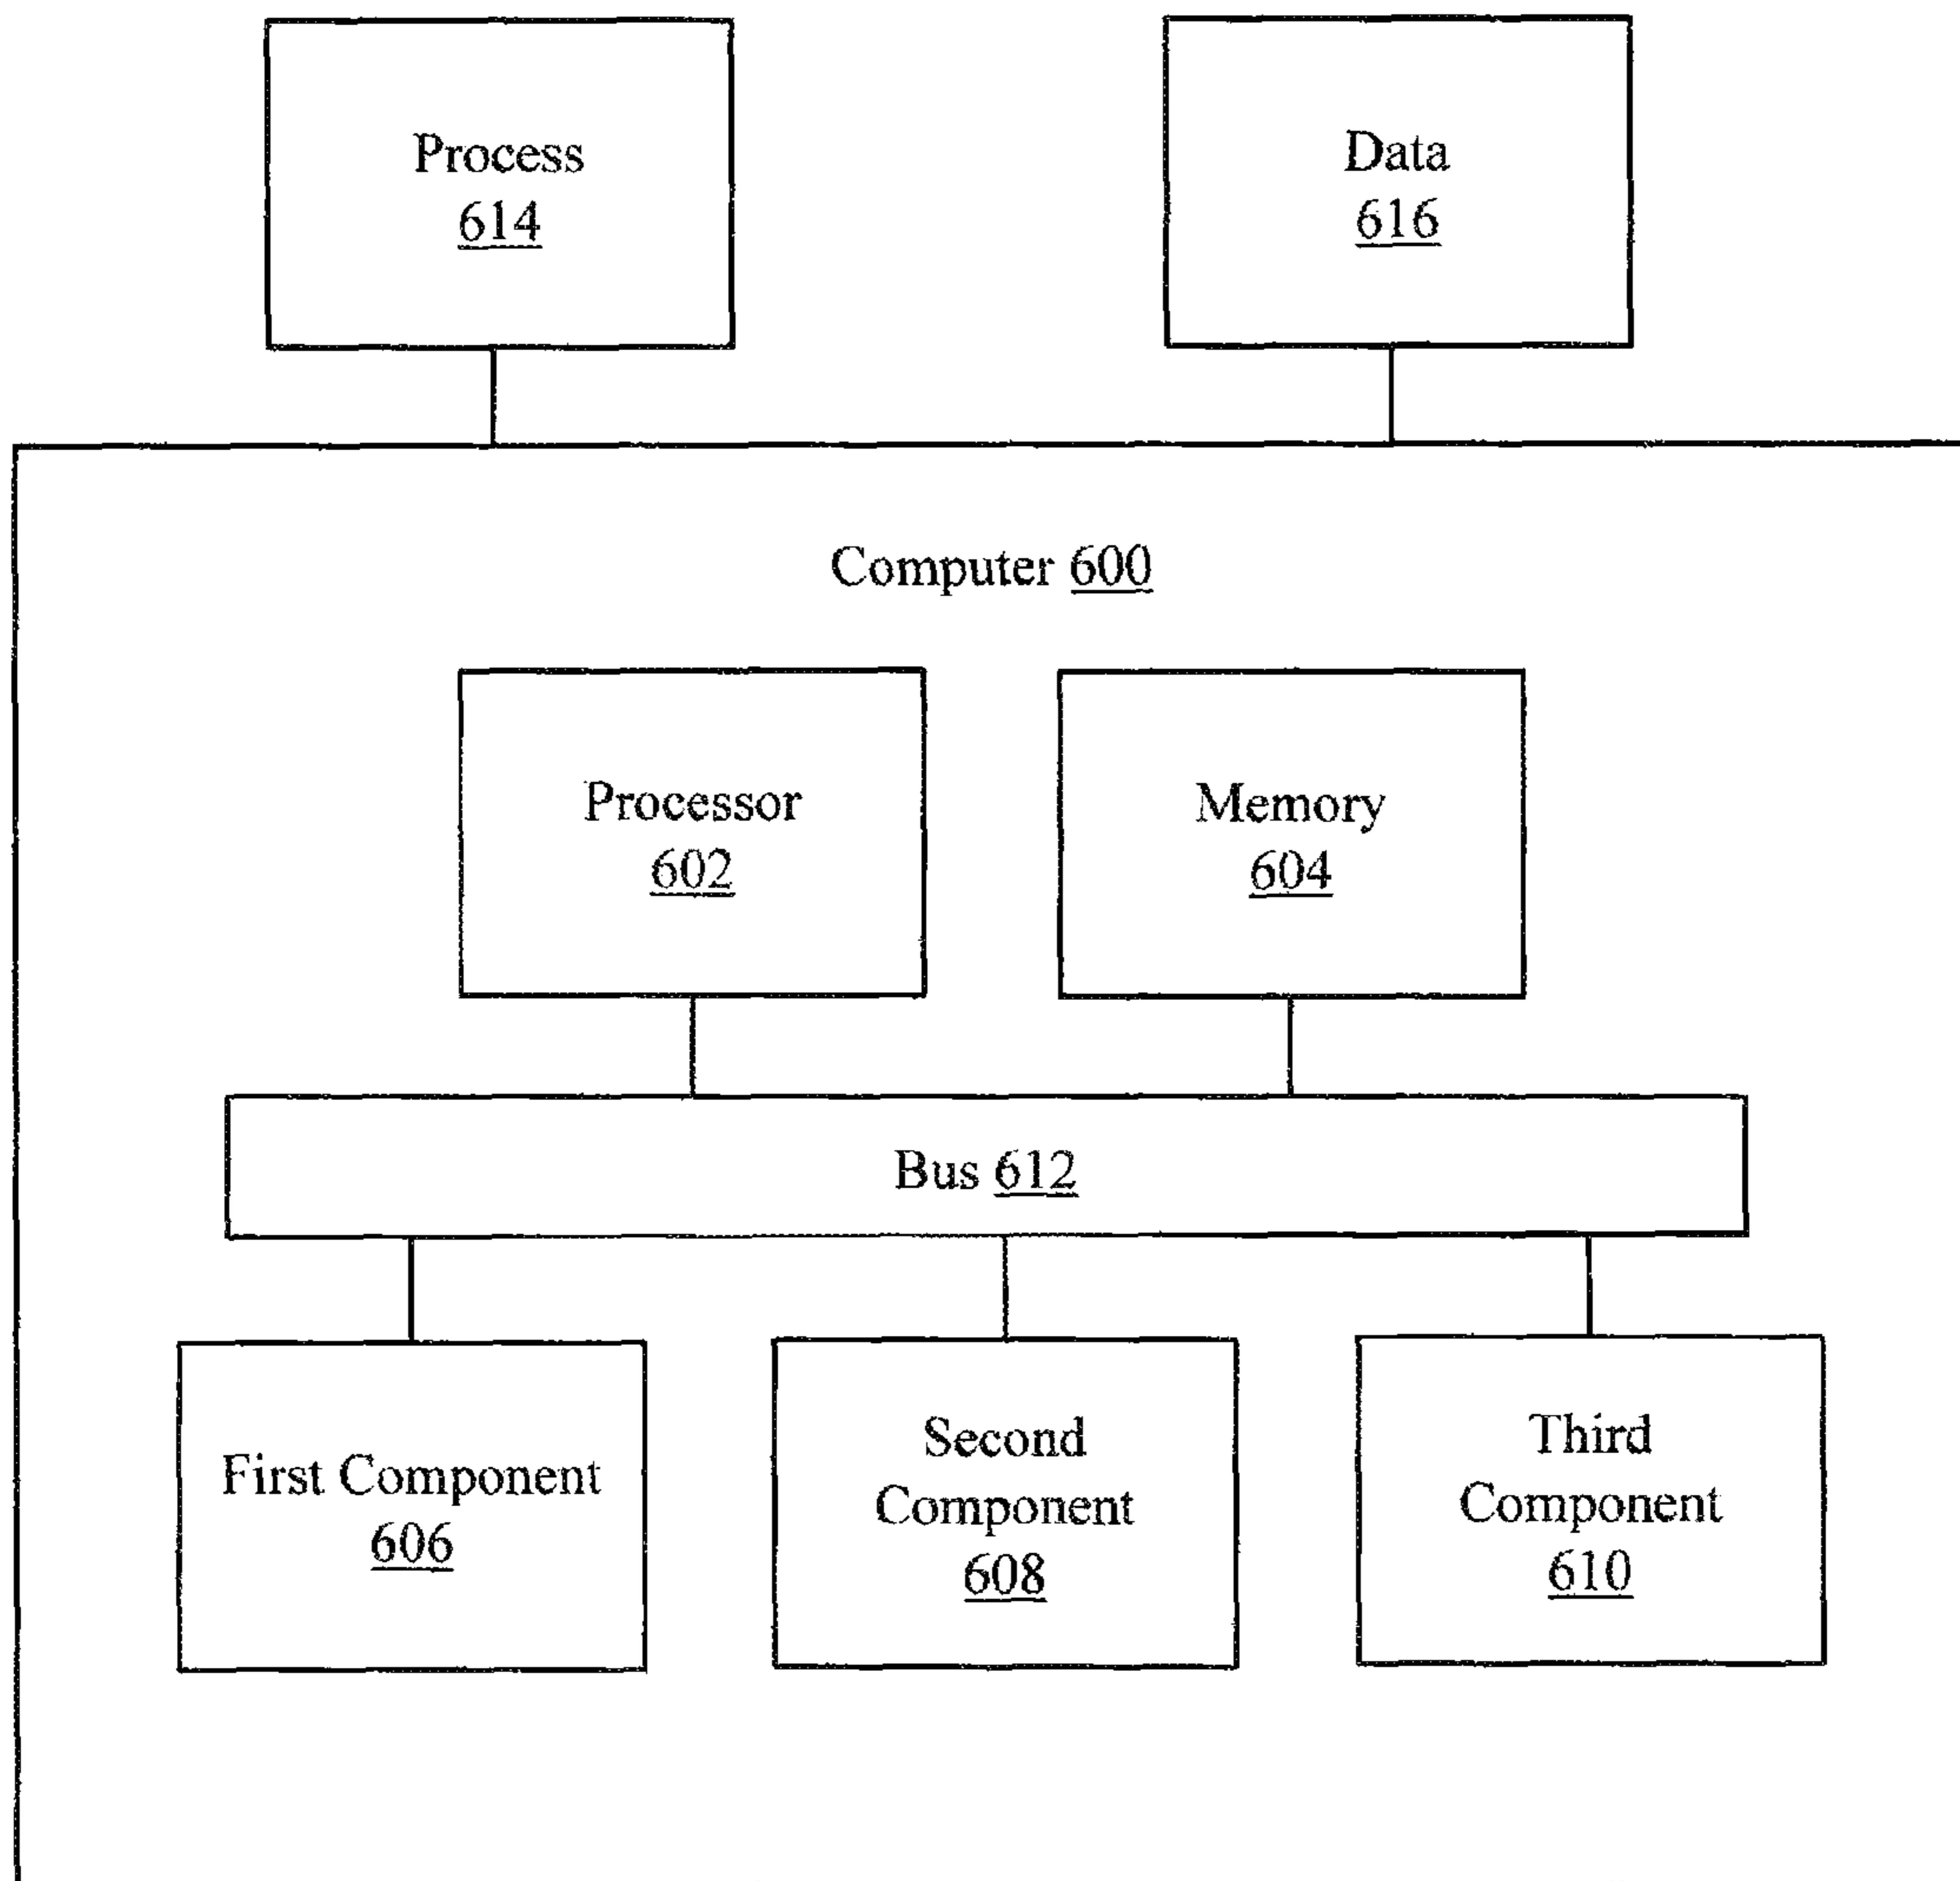 Process
614
Data
616
Computer 600
Processor
602
Memory
604
Bus 612
First Component
606
Second
Component
608
Third
Component
610